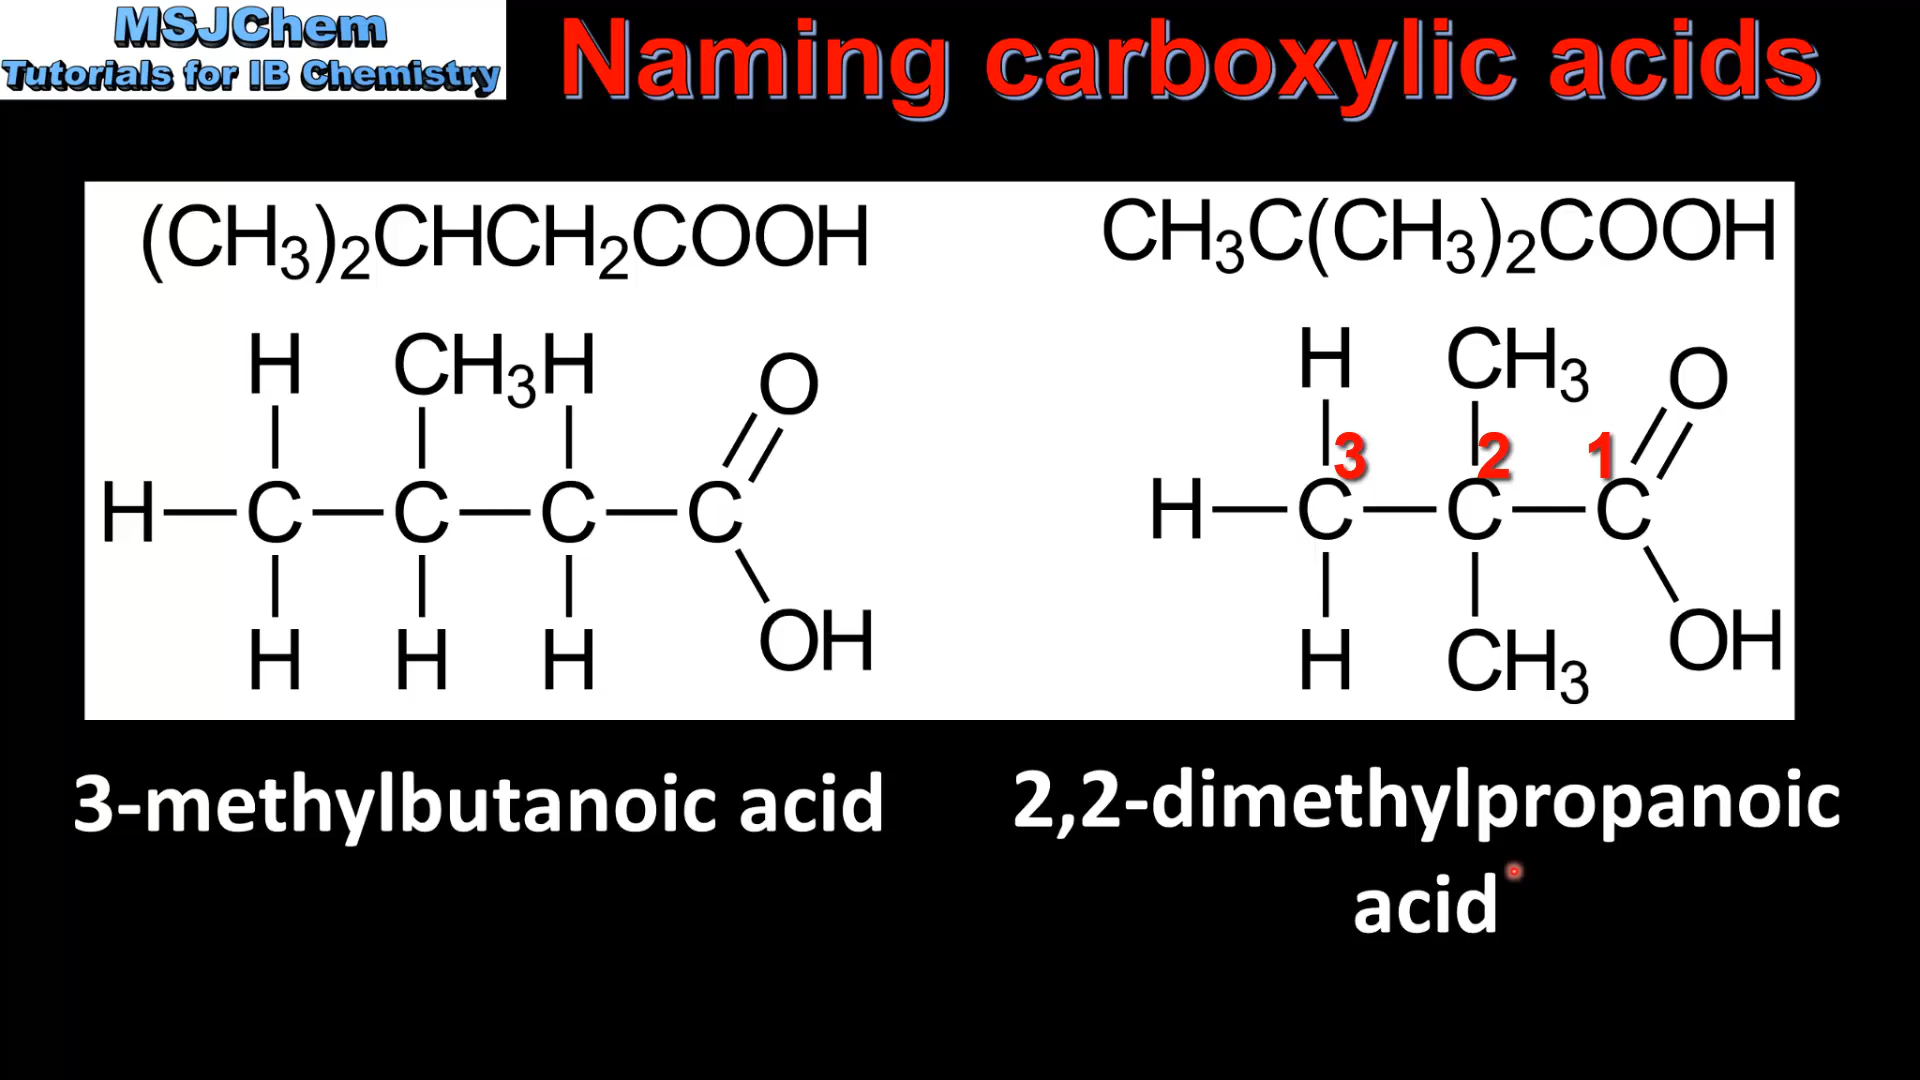 MSJChem
Tutorials for IB Chemistry
Naming carboxylic acids
(CH₃)₂CHCH₂COOH
H CH₃ H O
H C C C C
H H H OH
3-methylbutanoic acid
CH₃C(CH₃)₂COOH
H CH₃ O
3 2 1
H C C C
H CH₃ OH
2,2-dimethylpropanoic
acid